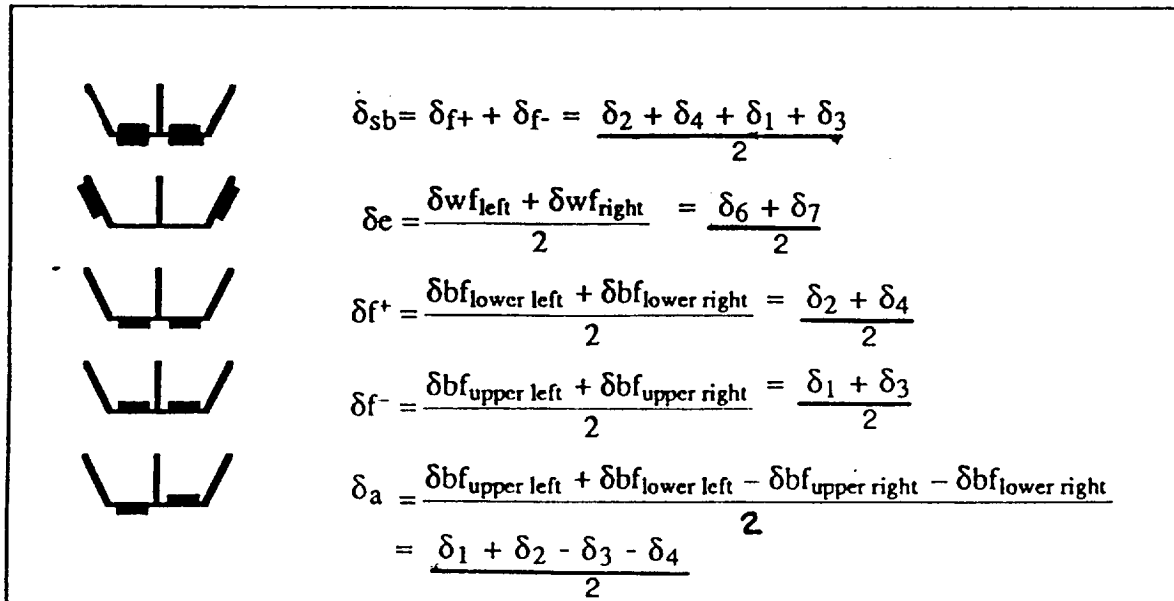 δsb= δf+ + δf- = δ2 + δ4 + δ1 + δ3 / 2
δe = δwfleft + δwfright / 2 = δ6 + δ7 / 2
δf+ = δbflower left + δbflower right / 2 = δ2 + δ4 / 2
δf- = δbfupper left + δbfupper right / 2 = δ1 + δ3 / 2
δa = δbfupper left + δbflower left - δbfupper right - δbflower right / 2
= δ1 + δ2 - δ3 - δ4 / 2